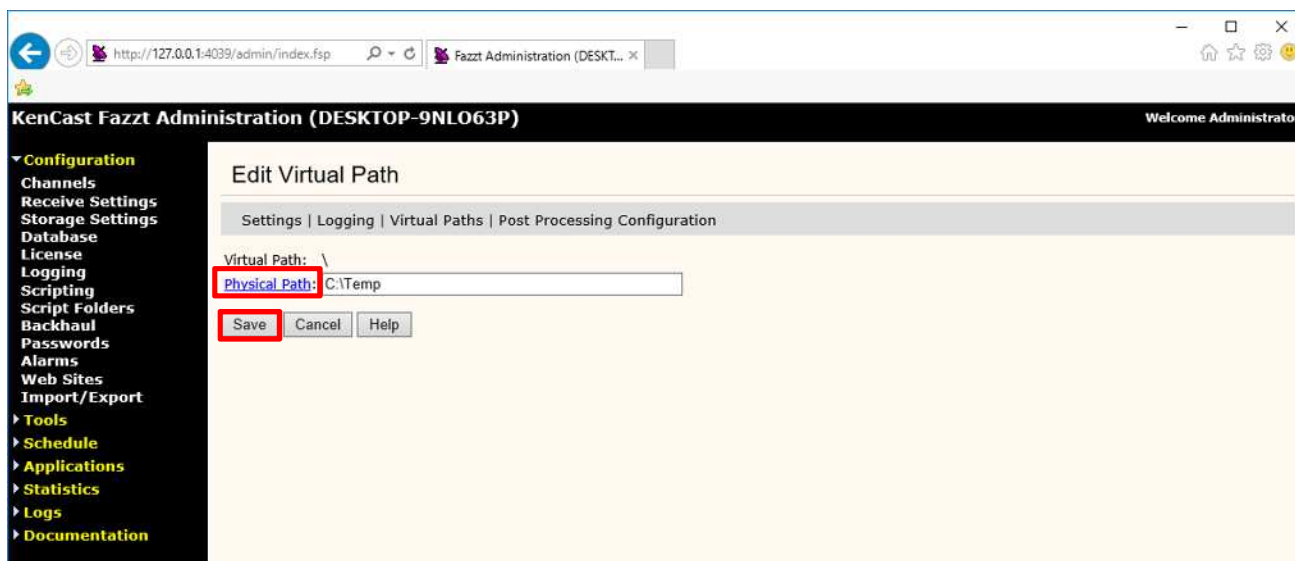 http://127.0.0.1:4039/admin/index.fsp
Fazzt Administration (DESKT...
KenCast Fazzt Administration (DESKTOP-9NLO63P)
Welcome Administrato
Configuration
Channels
Receive Settings
Storage Settings
Database
License
Logging
Scripting
Script Folders
Backhaul
Passwords
Alarms
Web Sites
Import/Export
Tools
Schedule
Applications
Statistics
Logs
Documentation
Edit Virtual Path
Settings | Logging | Virtual Paths | Post Processing Configuration
Virtual Path: \
Physical Path: C:\Temp
Save Cancel Help